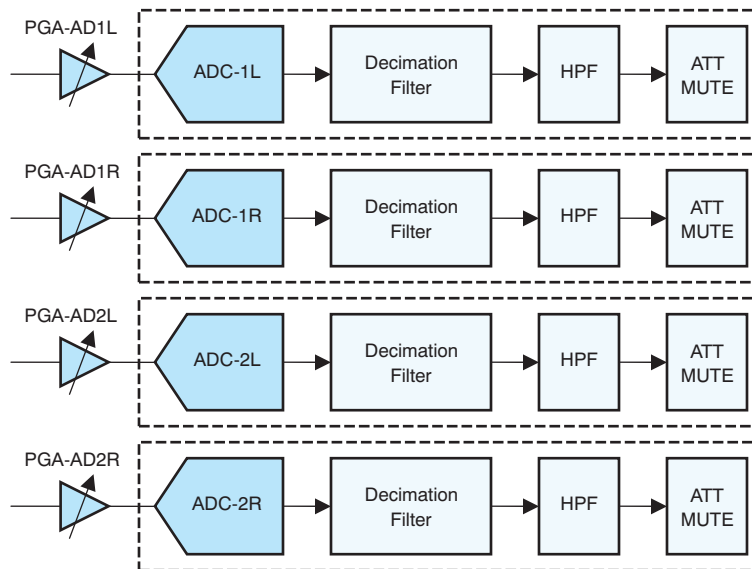 PGA-AD1L
ADC-1L
Decimation
Filter
HPF
ATT
MUTE
PGA-AD1R
ADC-1R
Decimation
Filter
HPF
ATT
MUTE
PGA-AD2L
ADC-2L
Decimation
Filter
HPF
ATT
MUTE
PGA-AD2R
ADC-2R
Decimation
Filter
HPF
ATT
MUTE